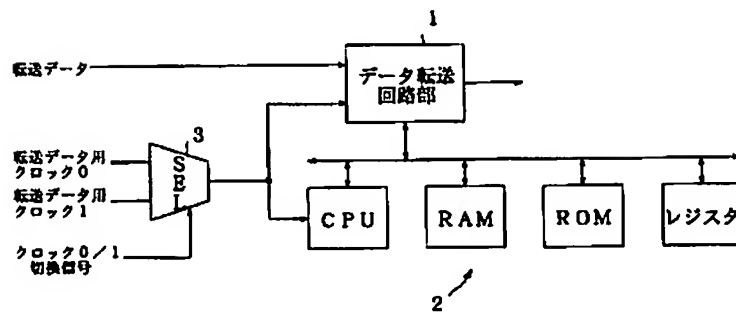 1
転送データ
データ転送
回路部
3
転送データ用
クロック0
転送データ用
クロック1
SEL
クロック0/1
切換信号
CPU
RAM
ROM
レジスタ
2